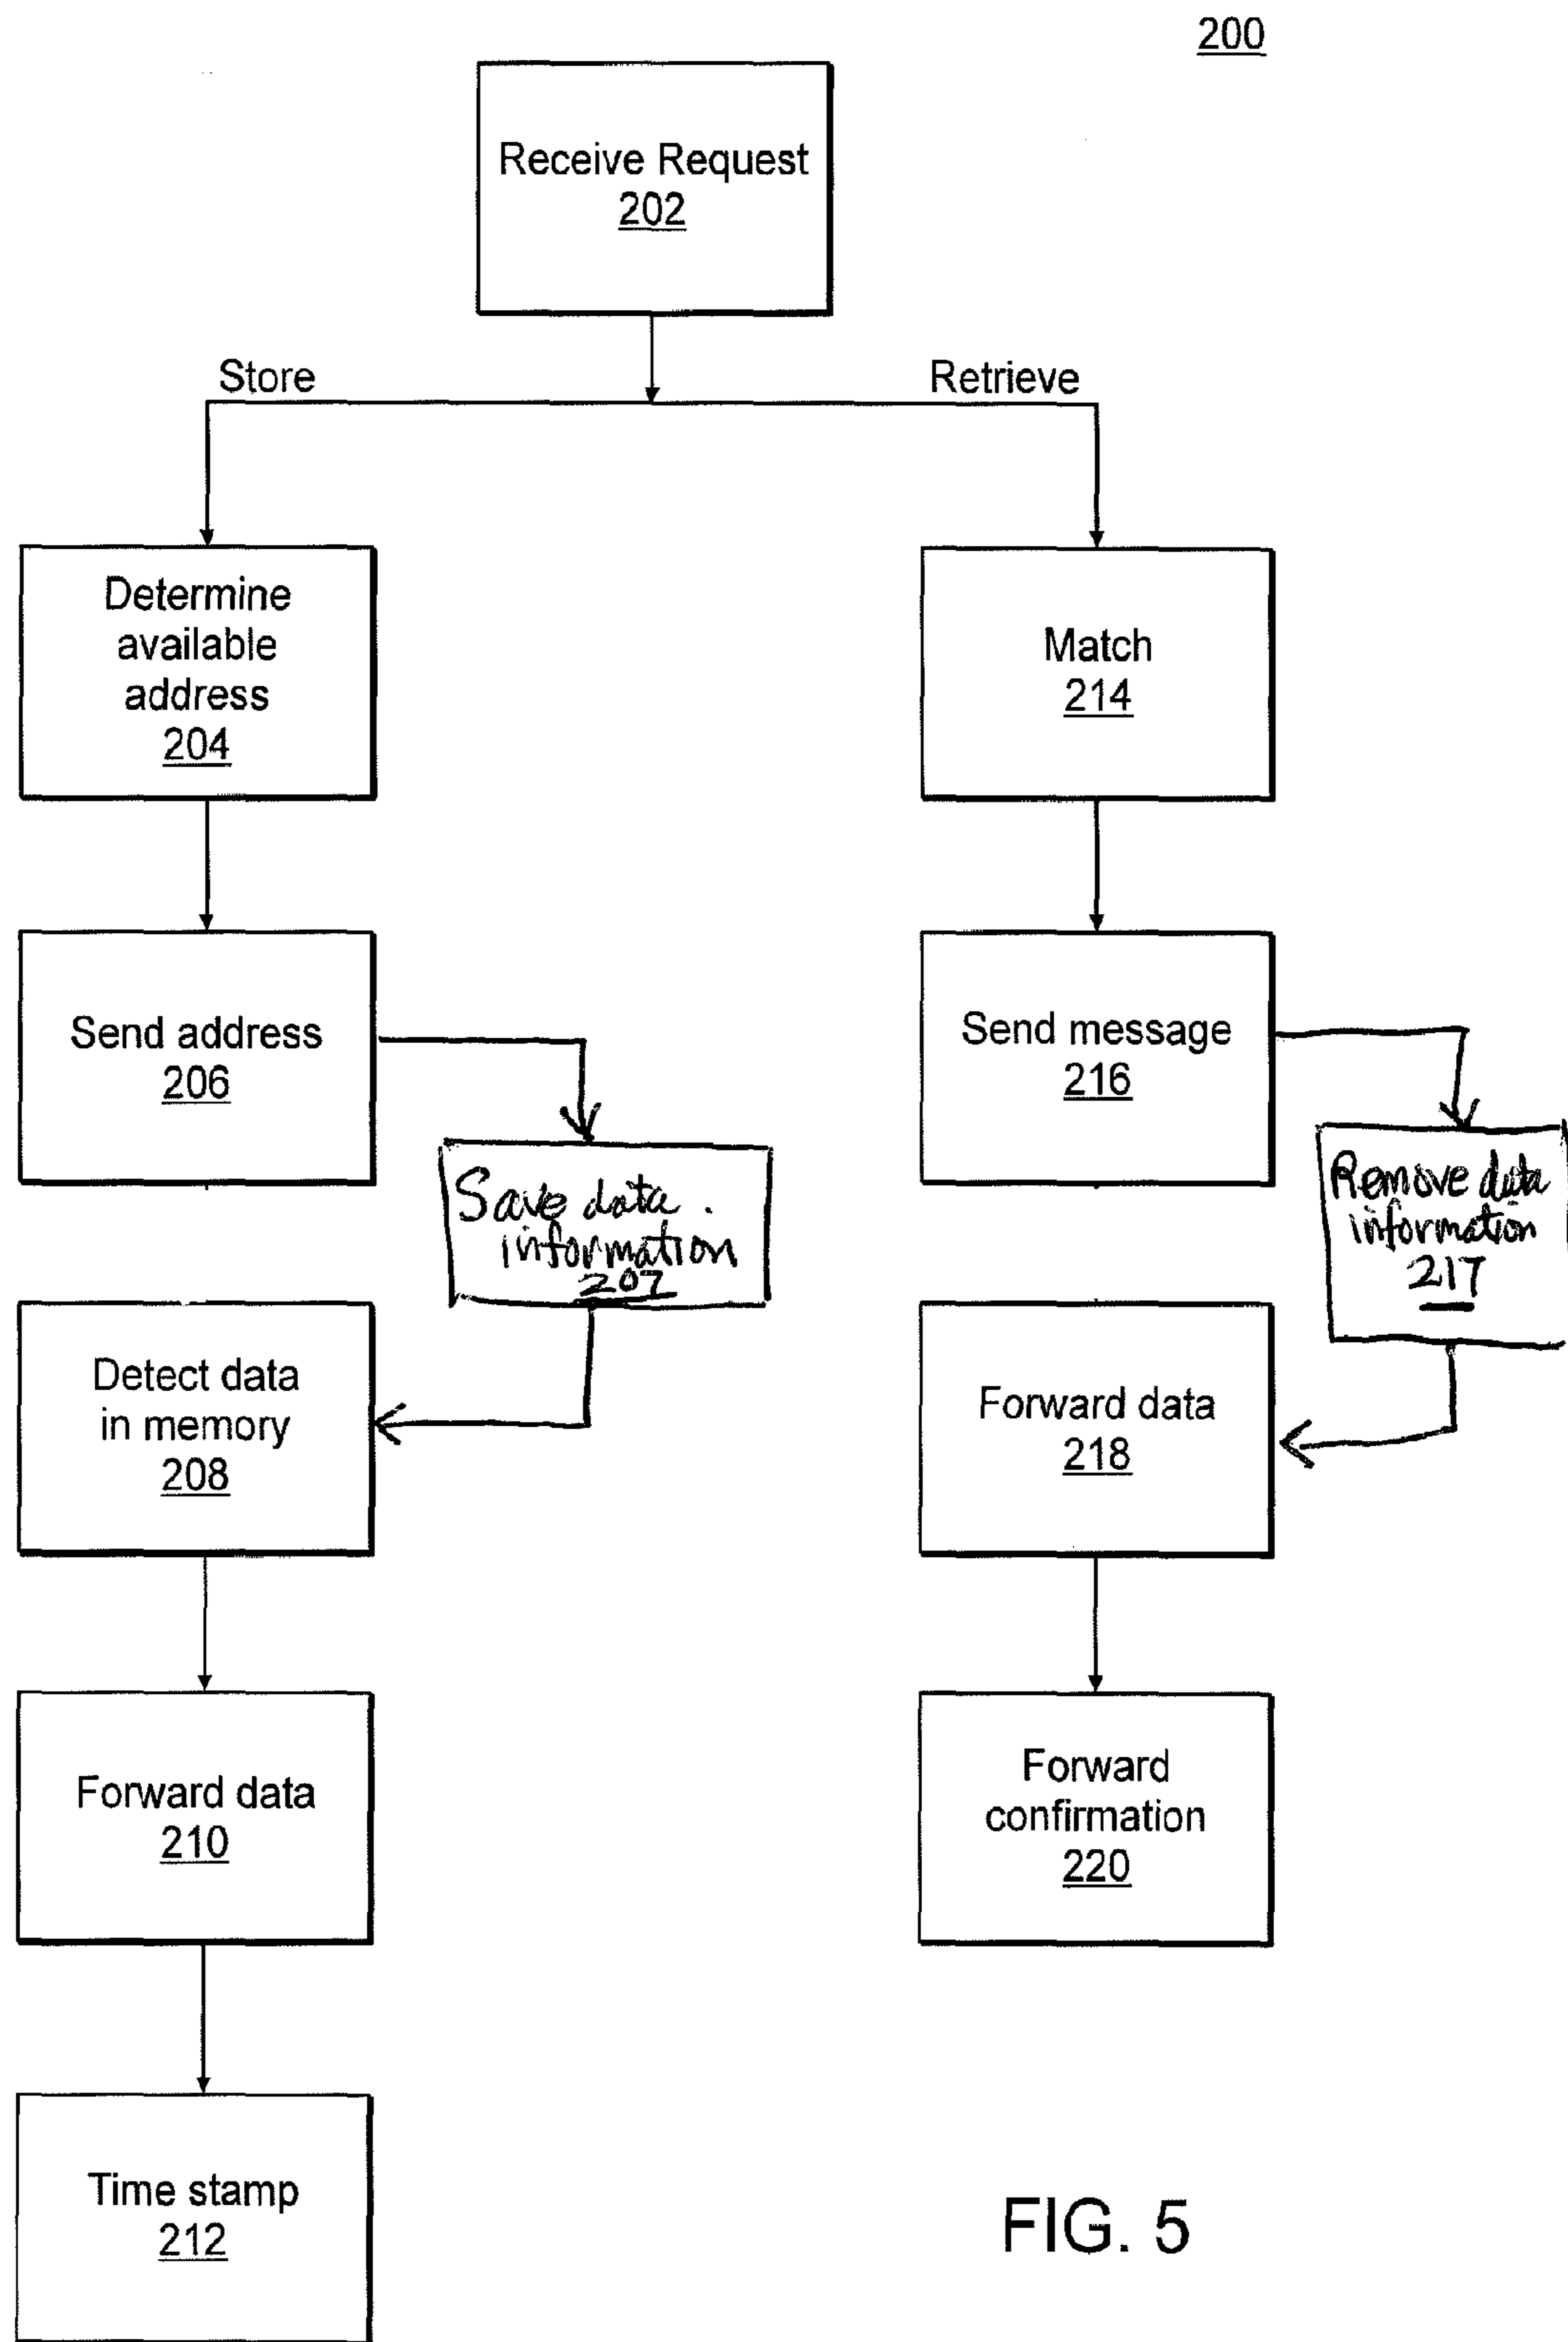 200
Receive Request
202
Store
Retrieve
Determine
available
address
204
Match
214
Send address
206
Send message
216
Save data.
information
207
Remove data
information
217
Detect data
in memory
208
Forward data
218
Forward data
210
Forward
confirmation
220
Time stamp
212
FIG. 5